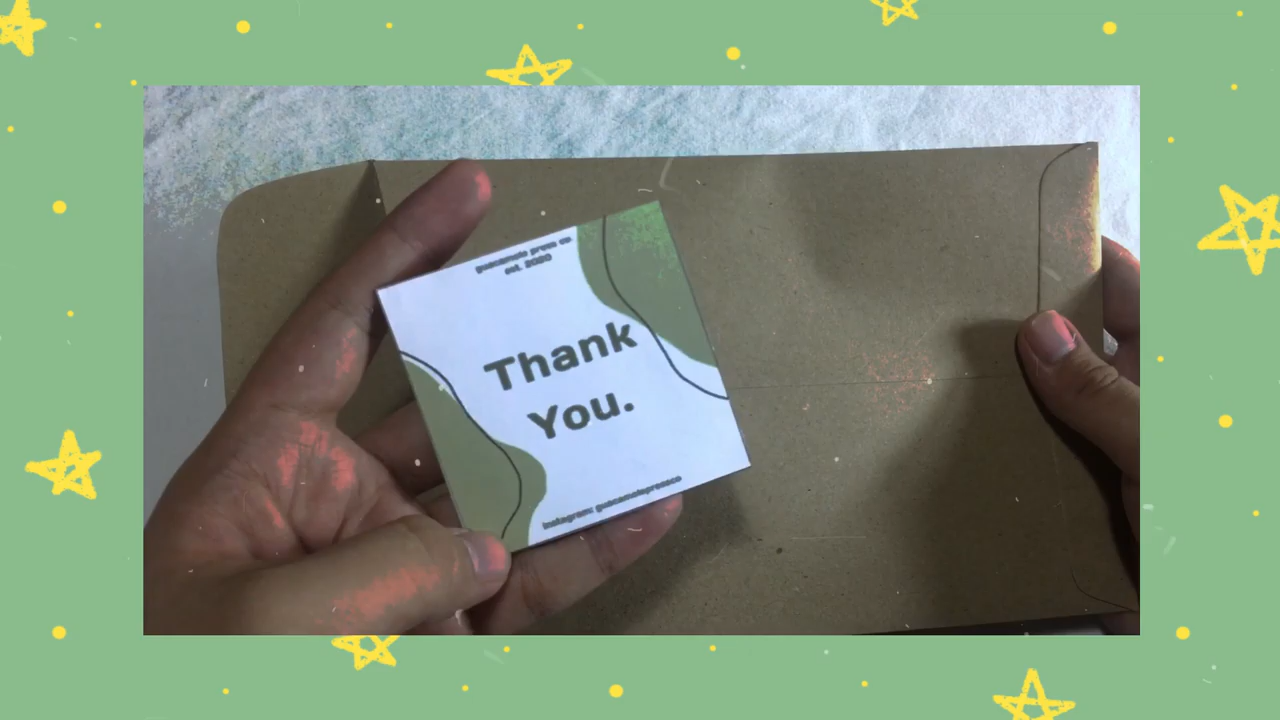 guacamole press co
est. 2020
Thank
You.
instagram: guacamolepressco